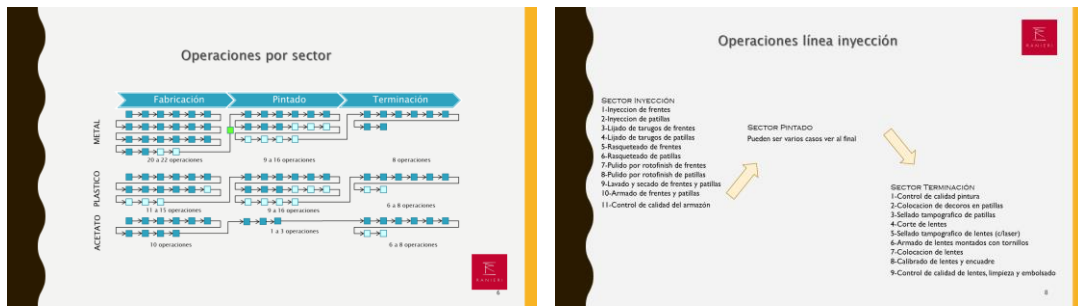 Operaciones por sector
Fabricación
Pintado
Terminación
METAL
20 a 22 operaciones
9 a 16 operaciones
8 operaciones
PLASTICO
11 a 15 operaciones
9 a 16 operaciones
6 a 8 operaciones
ACETATO
10 operaciones
1 a 3 operaciones
6 a 8 operaciones
RANIERI
6
Operaciones línea inyección
RANIERI
SECTOR INYECCIÓN
1-Inyeccion de frentes
2-Inyeccion de patillas
3-Lijado de tarugos de frentes
4-Lijado de tarugos de patillas
5-Rasqueteado de frentes
6-Rasqueteado de patillas
7-Pulido por rotofinish de frentes
8-Pulido por rotofinish de patillas
9-Lavado y secado de frentes y patillas
10-Armado de frentes y patillas
11-Control de calidad del armazón
SECTOR PINTADO
Pueden ser varios casos ver al final
SECTOR TERMINACIÓN
1-Control de calidad pintura
2-Colocacion de decoros en patillas
3-Sellado tampografico de patillas
4-Corte de lentes
5-Sellado tampografico de lentes (c/laser)
6-Armado de lentes montados con tornillos
7-Colocacion de lentes
8-Calibrado de lentes y encuadre
9-Control de calidad de lentes, limpieza y embolsado
8